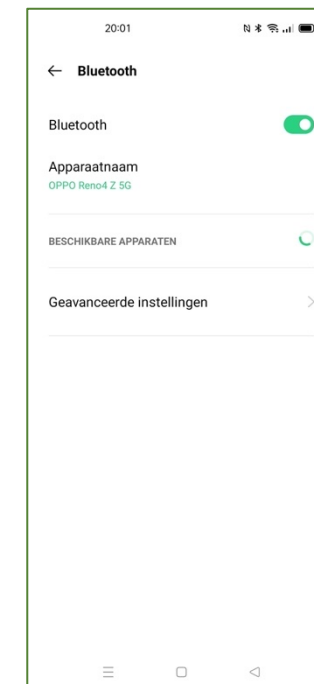 20:01
Bluetooth
Bluetooth
Apparaatnaam
OPPO Reno4 Z 5G
BESCHIKBARE APPARATEN
Geavanceerde instellingen